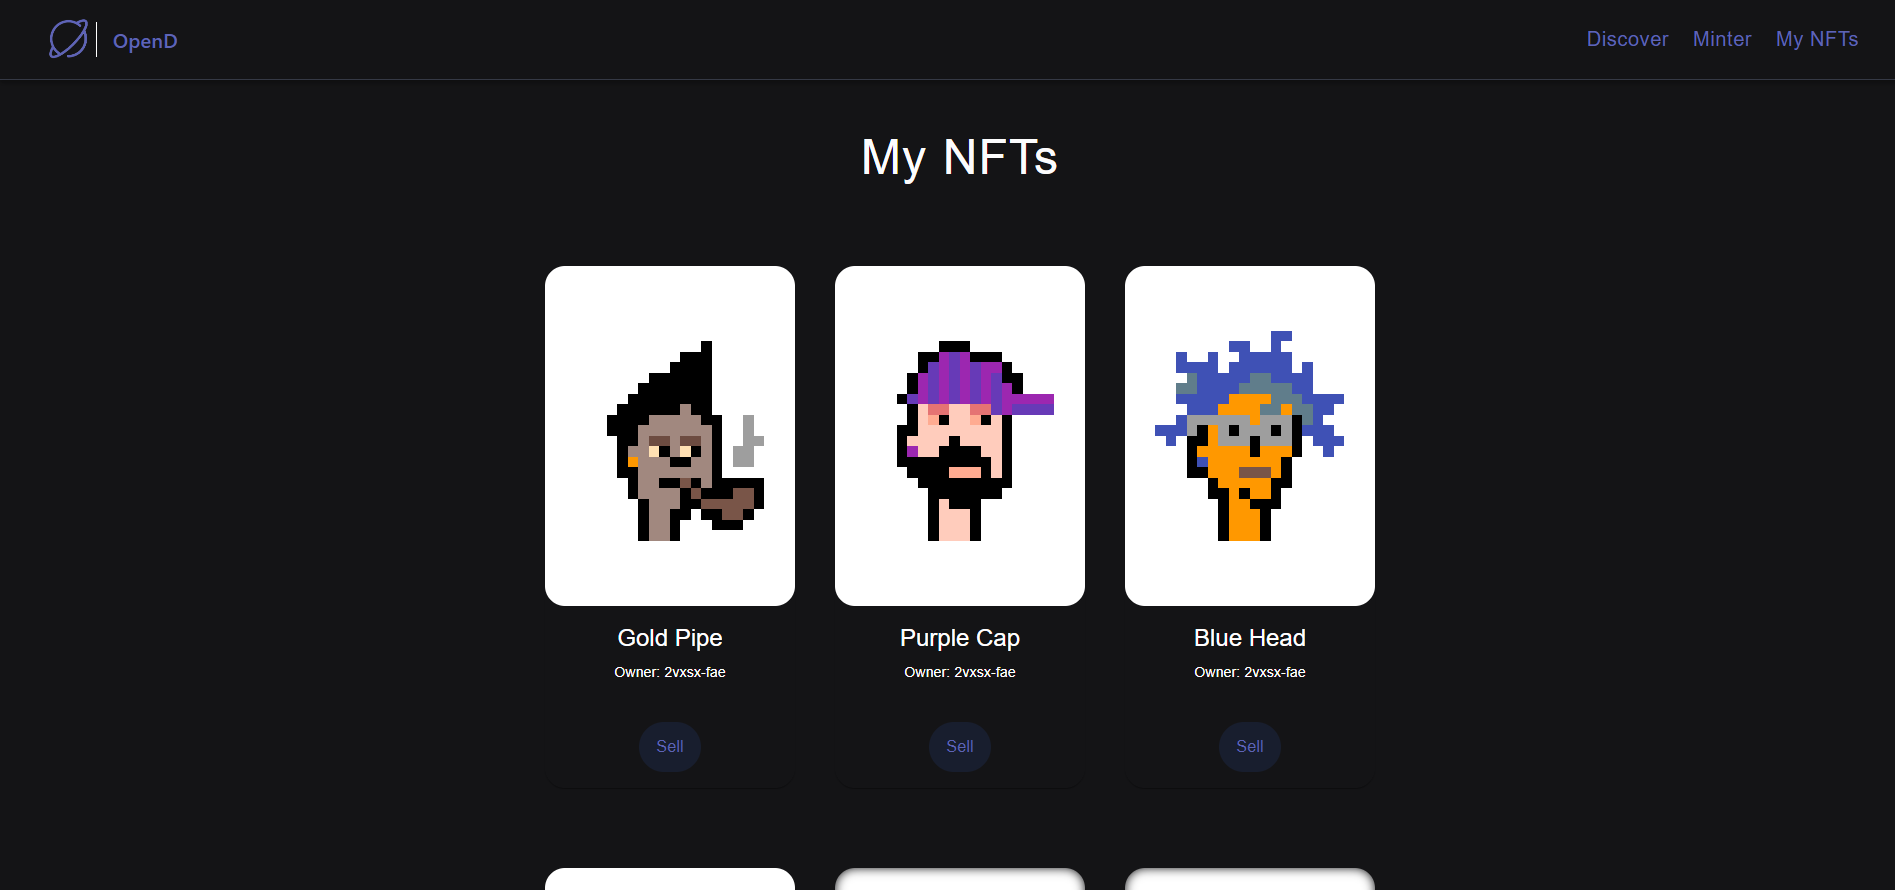 OpenD
Discover Minter My NFTs
My NFTs
Gold Pipe
Owner: 2vxsx-fae
Sell
Purple Cap
Owner: 2vxsx-fae
Sell
Blue Head
Owner: 2vxsx-fae
Sell